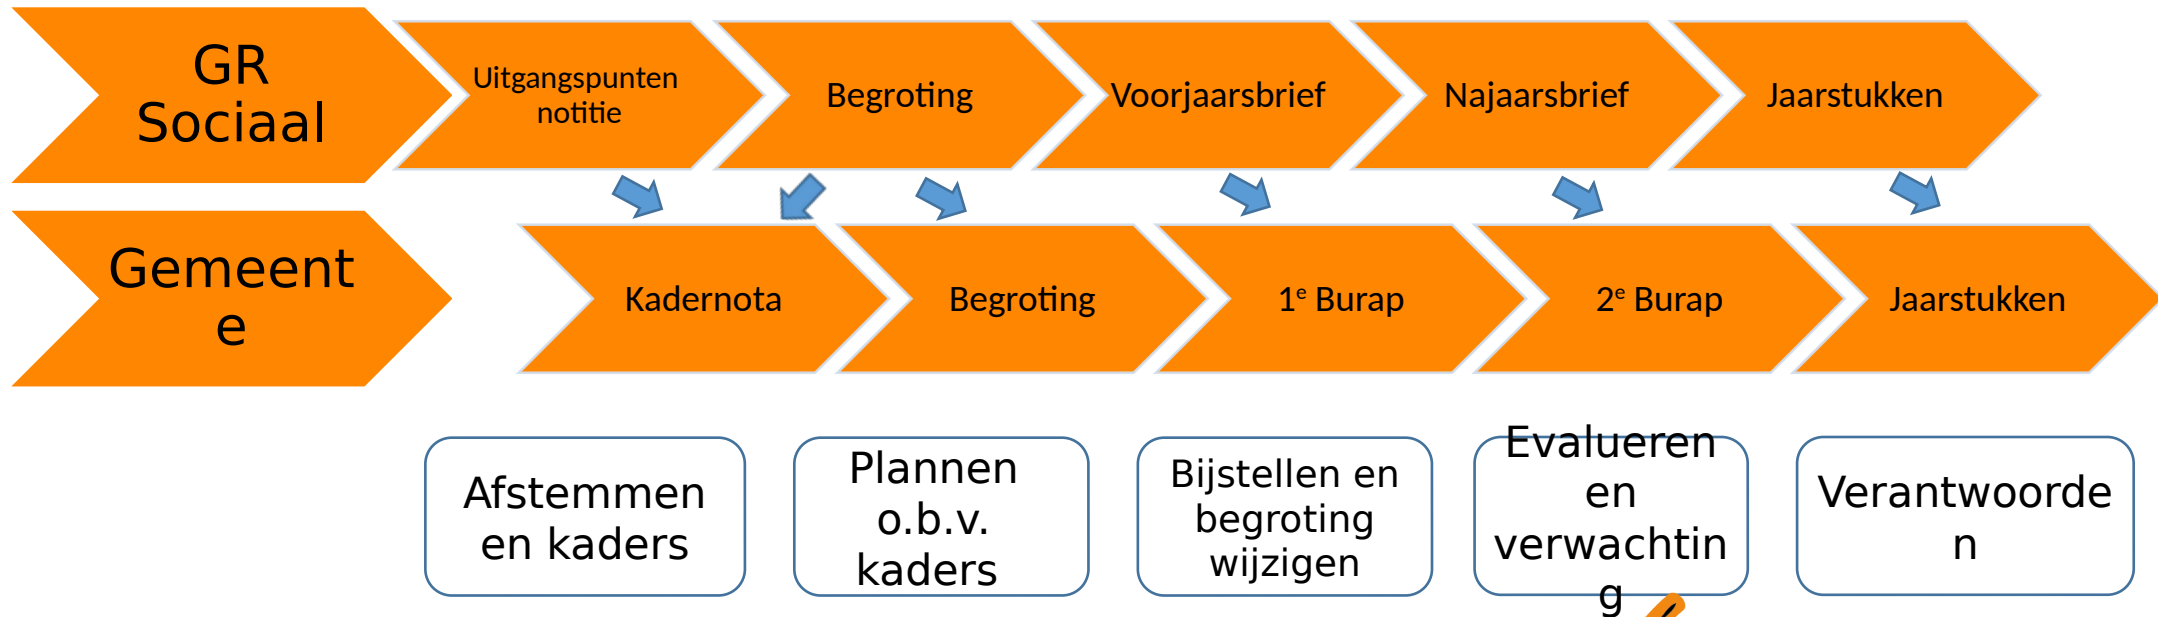 GR
Sociaal
Uitgangspunten
notitie
Begroting
Voorjaarsbrief
Najaarsbrief
Jaarstukken
Gemeent
e
Kadernota
Begroting
1e Burap
2e Burap
Jaarstukken
Afstemmen
en kaders
Plannen
o.b.v.
kaders
Bijstellen en
begroting
wijzigen
Evalueren
en
verwachtin
g
Verantwoorde
n